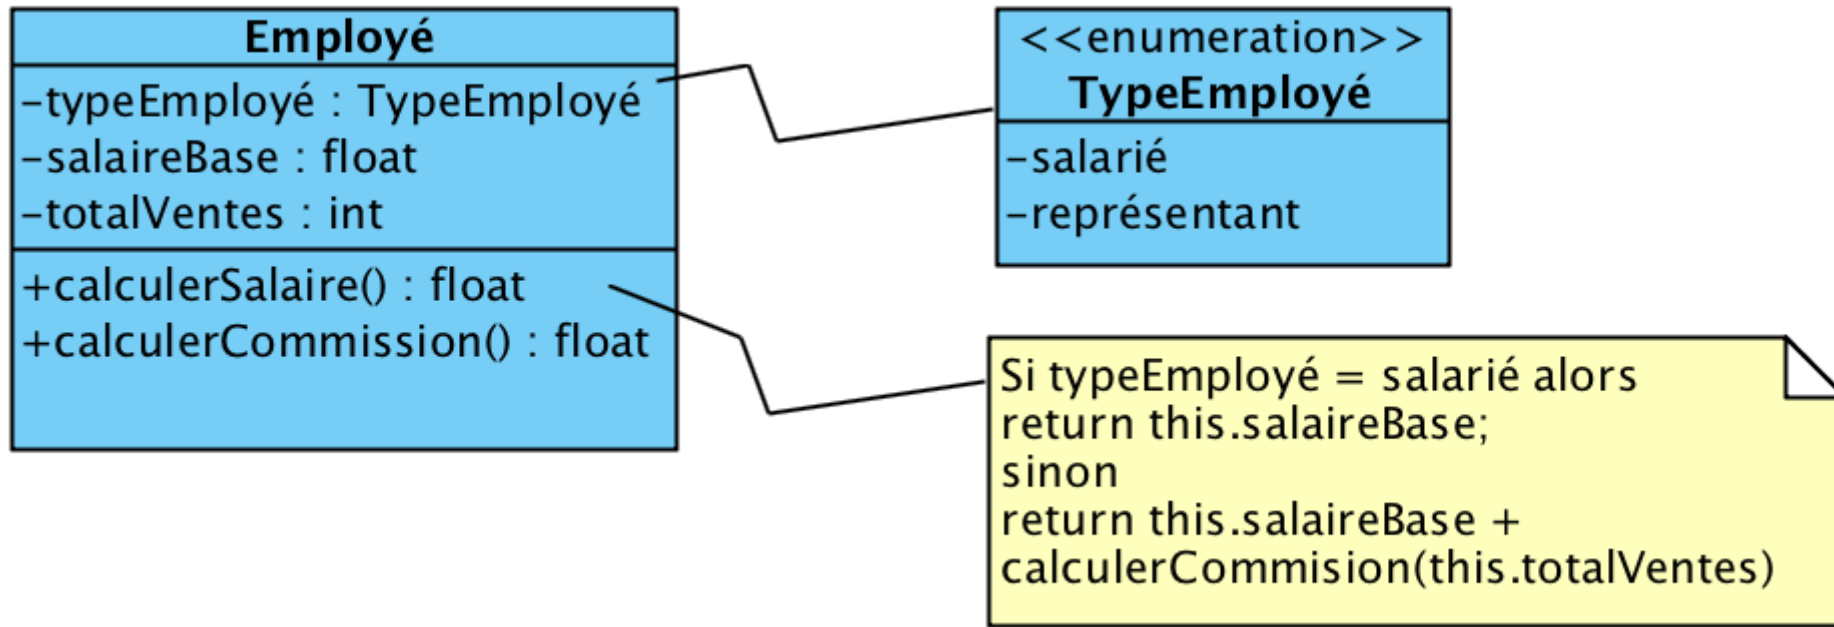 Employé
-typeEmployé : TypeEmployé
-salaireBase : float
-totalVentes : int
+calculerSalaire() : float
+calculerCommission() : float
<<enumeration>>
TypeEmployé
-salarié
-représentant
Si typeEmployé = salarié alors
return this.salaireBase;
sinon
return this.salaireBase +
calculerCommision(this.totalVentes)